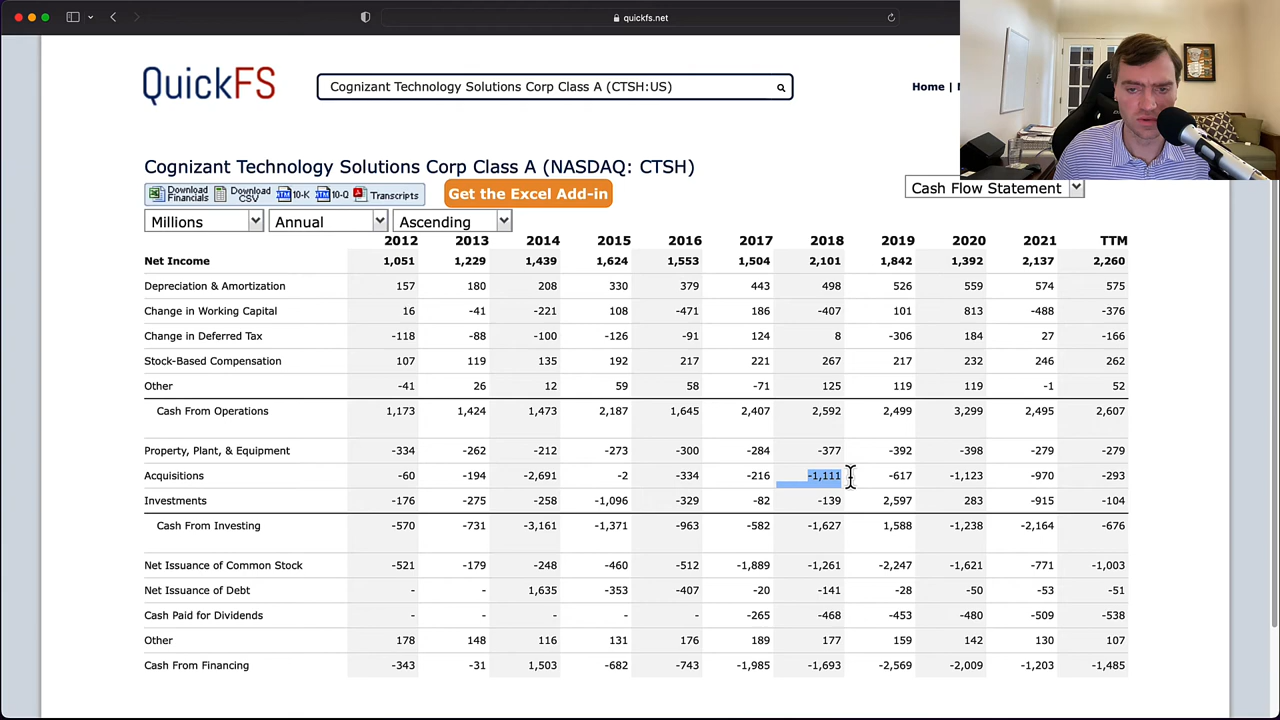 quickfs.net
QuickFS
Cognizant Technology Solutions Corp Class A (CTSH:US)
Home
Cognizant Technology Solutions Corp Class A (NASDAQ: CTSH)
Download Financials Download CSV 10-K 10-Q Transcripts
Get the Excel Add-in
Cash Flow Statement
Millions Annual Ascending
2012 2013 2014 2015 2016 2017 2018 2019 2020 2021 TTM
Net Income 1,051 1,229 1,439 1,624 1,553 1,504 2,101 1,842 1,392 2,137 2,260
Depreciation & Amortization 157 180 208 330 379 443 498 526 559 574 575
Change in Working Capital 16 -41 -221 108 -471 186 -407 101 813 -488 -376
Change in Deferred Tax -118 -88 -100 -126 -91 124 8 -306 184 27 -166
Stock-Based Compensation 107 119 135 192 217 221 267 217 232 246 262
Other -41 26 12 59 58 -71 125 119 119 -1 52
Cash From Operations 1,173 1,424 1,473 2,187 1,645 2,407 2,592 2,499 3,299 2,495 2,607
Property, Plant, & Equipment -334 -262 -212 -273 -300 -284 -377 -392 -398 -279 -279
Acquisitions -60 -194 -2,691 -2 -334 -216 -1,111 -617 -1,123 -970 -293
Investments -176 -275 -258 -1,096 -329 -82 -139 2,597 283 -915 -104
Cash From Investing -570 -731 -3,161 -1,371 -963 -582 -1,627 1,588 -1,238 -2,164 -676
Net Issuance of Common Stock -521 -179 -248 -460 -512 -1,889 -1,261 -2,247 -1,621 -771 -1,003
Net Issuance of Debt - - 1,635 -353 -407 -20 -141 -28 -50 -53 -51
Cash Paid for Dividends - - - - - -265 -468 -453 -480 -509 -538
Other 178 148 116 131 176 189 177 159 142 130 107
Cash From Financing -343 -31 1,503 -682 -743 -1,985 -1,693 -2,569 -2,009 -1,203 -1,485